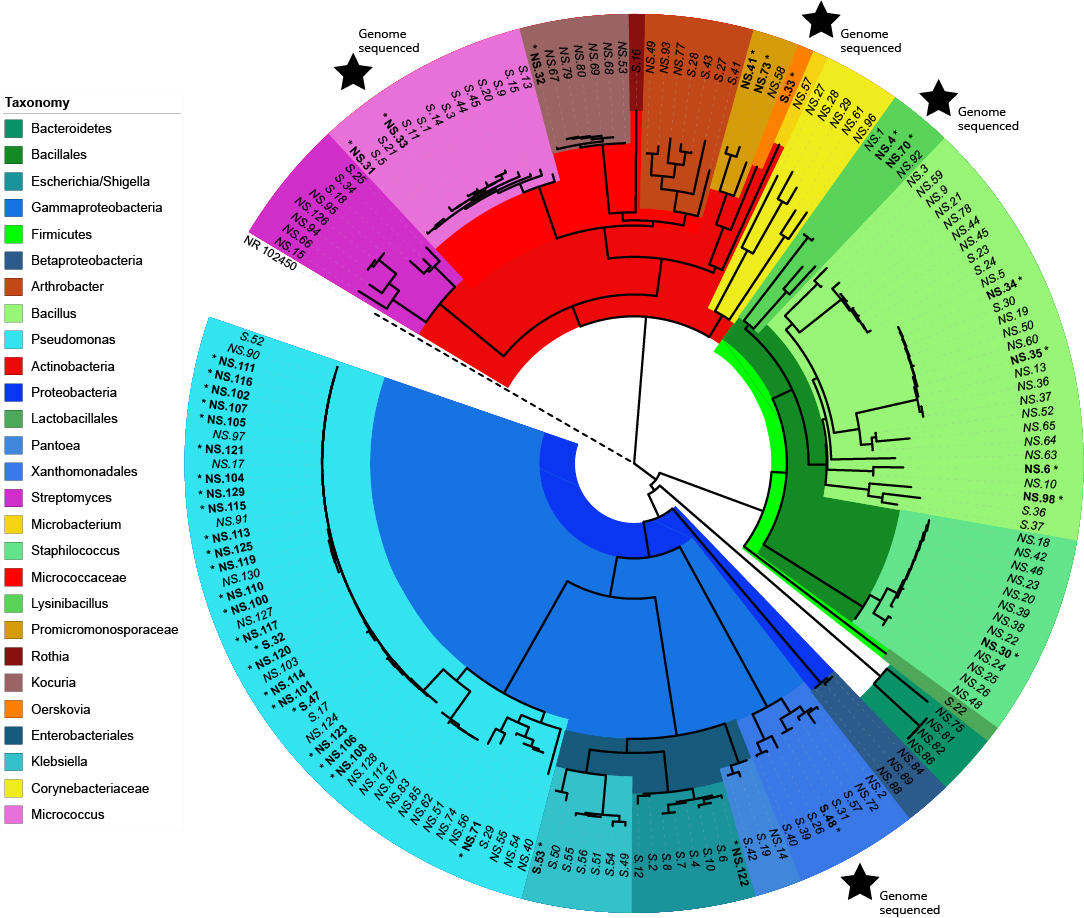 Genome
sequenced
Genome
sequenced
Genome
sequenced
Genome
sequenced
Taxonomy
Bacteroidetes
Bacillales
Escherichia/Shigella
Gammaproteobacteria
Firmicutes
Betaproteobacteria
Arthrobacter
Bacillus
Pseudomonas
Actinobacteria
Proteobacteria
Lactobacillales
Pantoea
Xanthomonadales
Streptomyces
Microbacterium
Staphilococcus
Micrococcaceae
Lysinibacillus
Promicromonosporaceae
Rothia
Kocuria
Oerskovia
Enterobacteriales
Klebsiella
Corynebacteriaceae
Micrococcus
NR 102450
NS.15
NS.66
NS.94
NS.126
NS.95
S.18
S.34
S.25
* NS.31
S.5
S.21
* NS.33
S.11
S.1
S.14
S.3
S.44
S.45
S.20
S.9
S.15
S.13
* NS.32
NS.67
NS.79
NS.80
NS.69
NS.68
NS.53
S.16
NS.49
NS.93
NS.77
S.28
S.43
S.27
S.41
NS.41 *
NS.73 *
NS.58
S.33 *
NS.57
NS.27
NS.28
NS.29
NS.61
NS.96
NS.1
NS.4 *
NS.70 *
NS.92
NS.3
NS.59
NS.9
NS.21
NS.78
NS.44
NS.45
S.23
S.24
NS.5
NS.34 *
S.30
NS.19
NS.50
NS.60
NS.35 *
NS.13
NS.36
NS.37
NS.52
NS.65
NS.64
NS.63
NS.6 *
NS.10
NS.98 *
S.36
S.37
NS.18
NS.42
NS.46
NS.23
NS.20
NS.39
NS.38
NS.22
NS.30 *
NS.24
NS.25
NS.26
NS.48
S.22
NS.75
NS.81
NS.82
NS.86
NS.84
NS.89
NS.88
NS.2
NS.72
S.57
S.31
S.48 *
S.26
S.39
S.40
NS.14
S.19
S.42
* NS.122
S.6
S.10
S.4
S.7
S.8
S.2
S.12
S.49
S.54
S.51
S.56
S.55
S.50
S.53 *
NS.40
NS.54
NS.55
S.29
* NS.71
NS.56
NS.74
NS.51
NS.62
NS.85
NS.83
NS.87
NS.112
NS.128
* NS.108
* NS.106
* NS.123
NS.124
S.17
* S.47
* NS.101
* NS.114
NS.103
* NS.120
* S.32
* NS.117
NS.127
* NS.100
* NS.110
NS.130
* NS.119
* NS.125
* NS.113
NS.91
* NS.115
* NS.129
* NS.104
NS.17
* NS.121
NS.97
* NS.105
* NS.107
* NS.102
* NS.116
* NS.111
NS.90
S.52